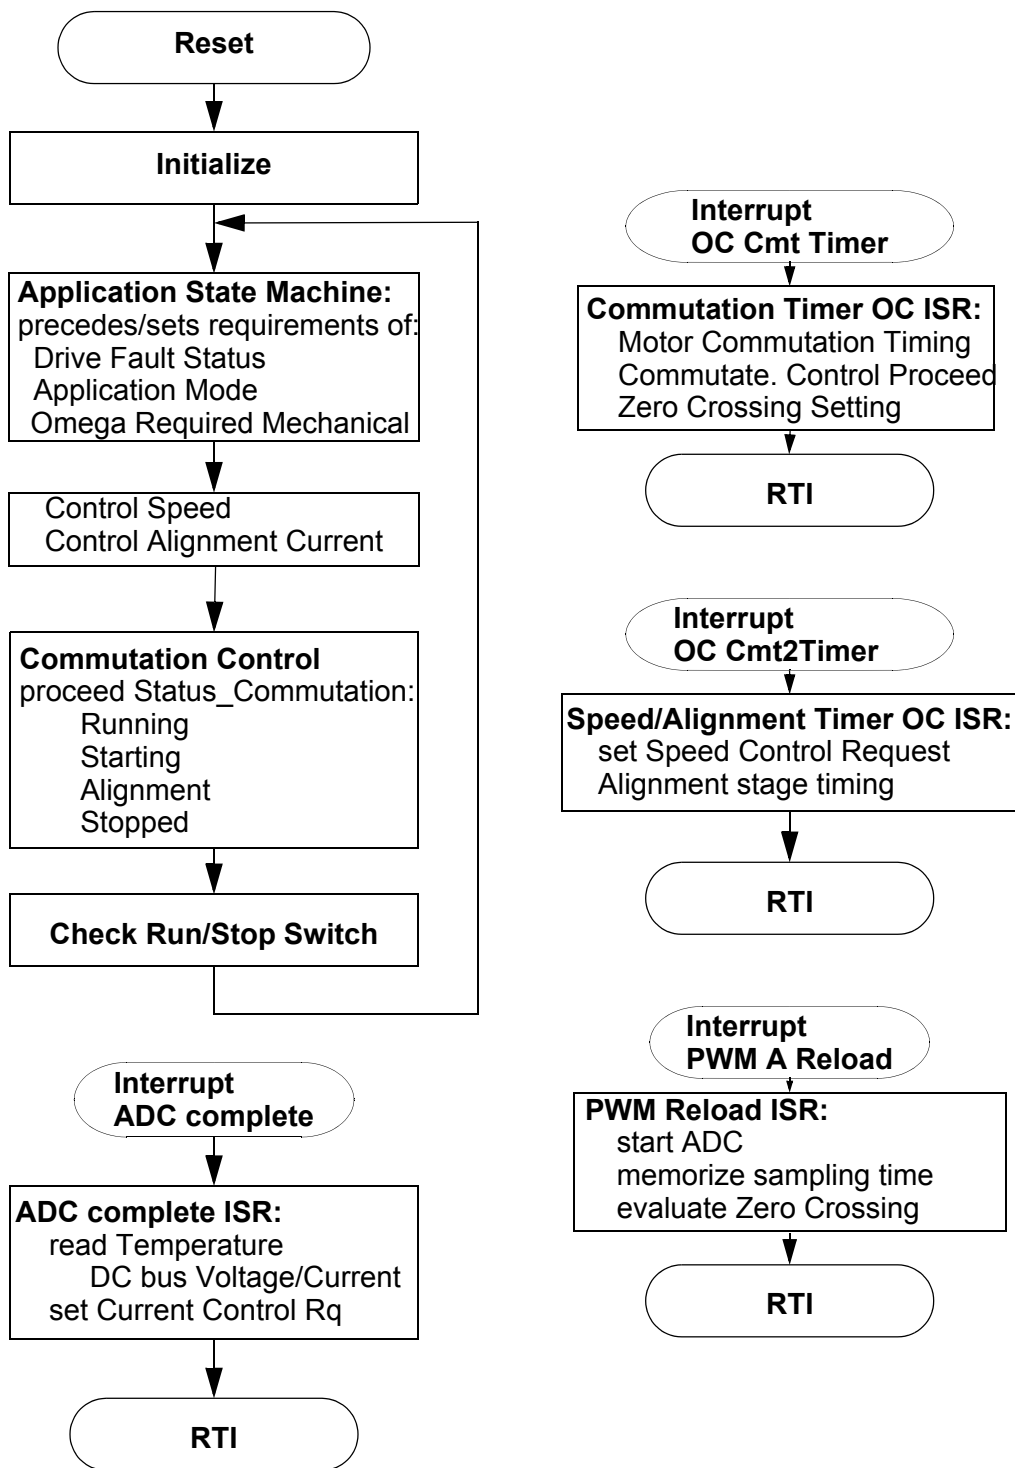 Reset
Initialize
Application State Machine:
precedes/sets requirements of:
Drive Fault Status
Application Mode
Omega Required Mechanical
Control Speed
Control Alignment Current
Commutation Control
proceed Status_Commutation:
Running
Starting
Alignment
Stopped
Check Run/Stop Switch
Interrupt
ADC complete
ADC complete ISR:
read Temperature
DC bus Voltage/Current
set Current Control Rq
RTI
Interrupt
OC Cmt Timer
Commutation Timer OC ISR:
Motor Commutation Timing
Commutate. Control Proceed
Zero Crossing Setting
RTI
Interrupt
OC Cmt2Timer
Speed/Alignment Timer OC ISR:
set Speed Control Request
Alignment stage timing
RTI
Interrupt
PWM A Reload
PWM Reload ISR:
start ADC
memorize sampling time
evaluate Zero Crossing
RTI